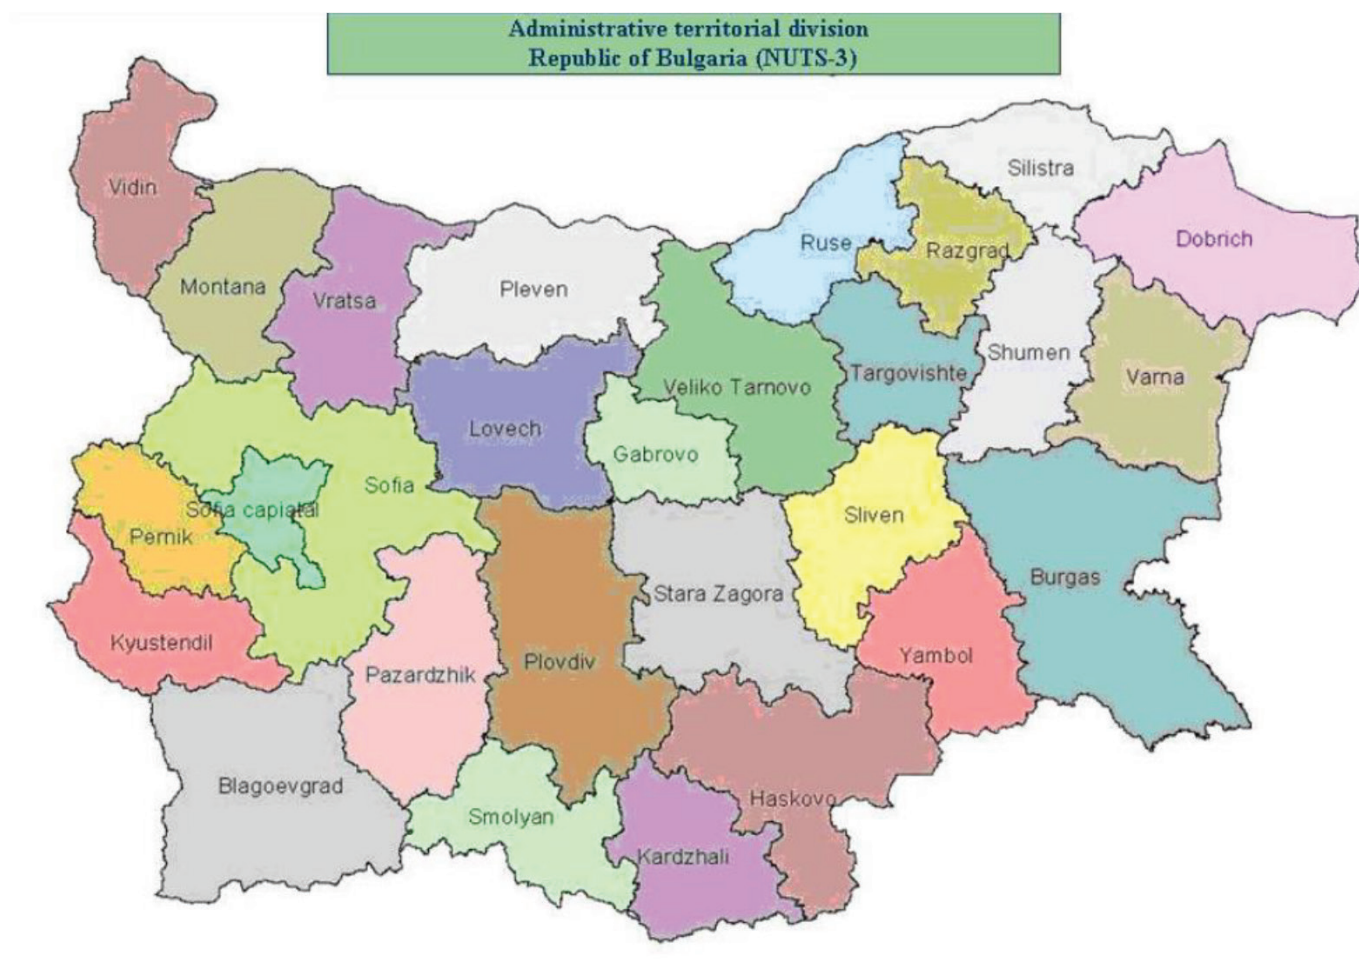 Administrative territorial division
Republic of Bulgaria (NUTS-3)
Vidin
Silistra
Ruse
Razgrad
Dobrich
Montana
Vratsa
Pleven
Shumen
Targovishte
Varna
Veliko Tarnovo
Lovech
Gabrovo
Sofia
Sofia capiatal
Sliven
Pernik
Burgas
Stara Zagora
Kyustendil
Yambol
Plovdiv
Pazardzhik
Blagoevgrad
Haskovo
Smolyan
Kardzhali